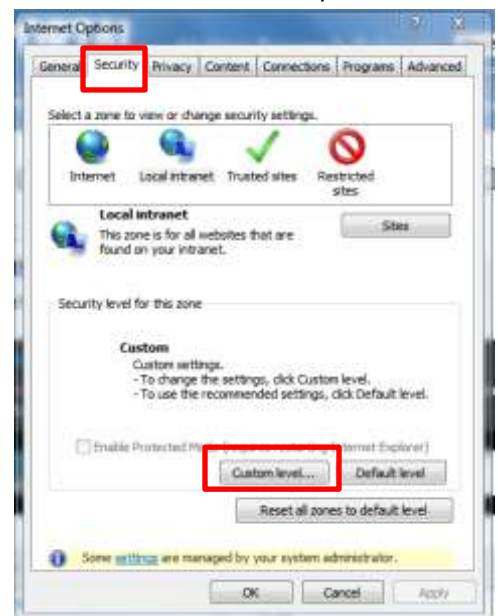 Internet Options
General Security Privacy Content Connections Programs Advanced
Select a zone to view or change security settings.
Internet Local intranet Trusted sites Restricted sites
Local intranet
Sites
This zone is for all websites that are
found on your intranet.
Security level for this zone
Custom
Custom settings.
- To change the settings, click Custom level.
- To use the recommended settings, click Default level.
Enable Protected Mode (requires restarting Internet Explorer)
Custom level... Default level
Reset all zones to default level
Some settings are managed by your system administrator.
OK Cancel Apply